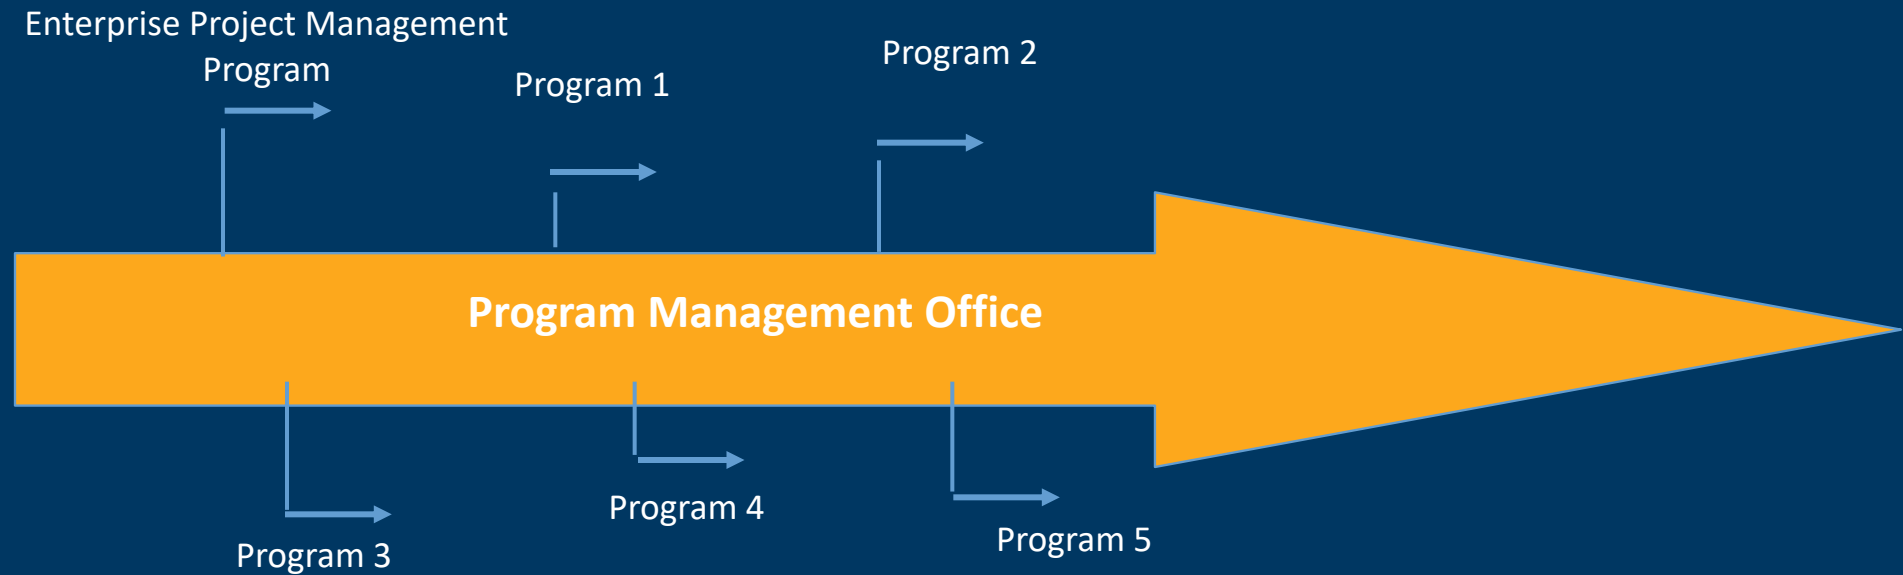 Enterprise Project Management
Program
Program 1
Program 2
Program Management Office
Program 3
Program 4
Program 5